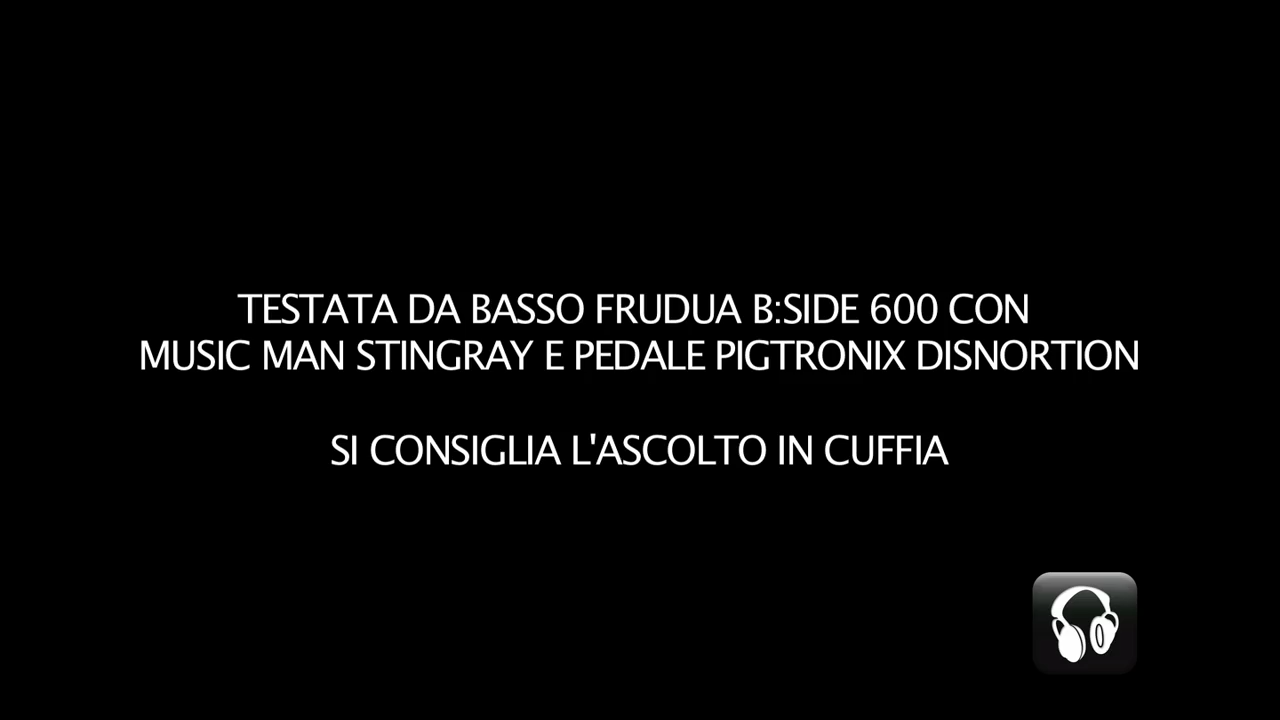 TESTATA DA BASSO FRUDUA B:SIDE 600 CON
MUSIC MAN STINGRAY E PEDALE PIGTRONIX DISNORTION
SI CONSIGLIA L'ASCOLTO IN CUFFIA